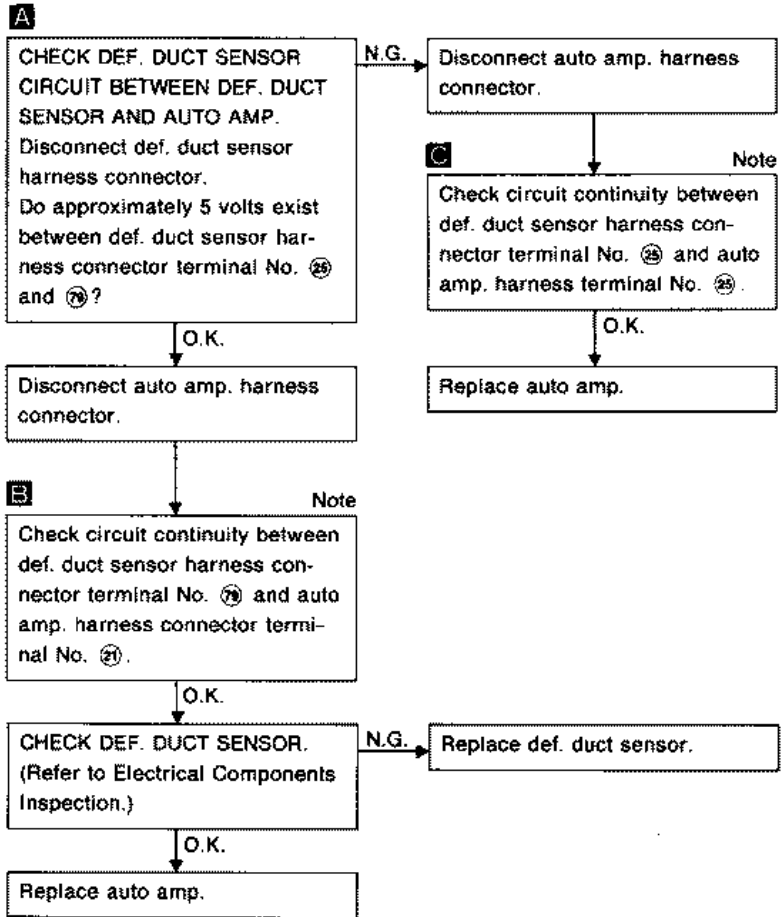 A
CHECK DEF. DUCT SENSOR
CIRCUIT BETWEEN DEF. DUCT
SENSOR AND AUTO AMP.
Disconnect def. duct sensor
harness connector.
Do approximately 5 volts exist
between def. duct sensor har-
ness connector terminal No. 25
and 79?
N.G.
Disconnect auto amp. harness
connector.
C
Note
Check circuit continuity between
def. duct sensor harness con-
nector terminal No. 25 and auto
amp. harness terminal No. 25.
O.K.
Replace auto amp.
O.K.
Disconnect auto amp. harness
connector.
B
Note
Check circuit continuity between
def. duct sensor harness con-
nector terminal No. 79 and auto
amp. harness connector termi-
nal No. 21.
O.K.
CHECK DEF. DUCT SENSOR.
(Refer to Electrical Components
Inspection.)
N.G.
Replace def. duct sensor.
O.K.
Replace auto amp.